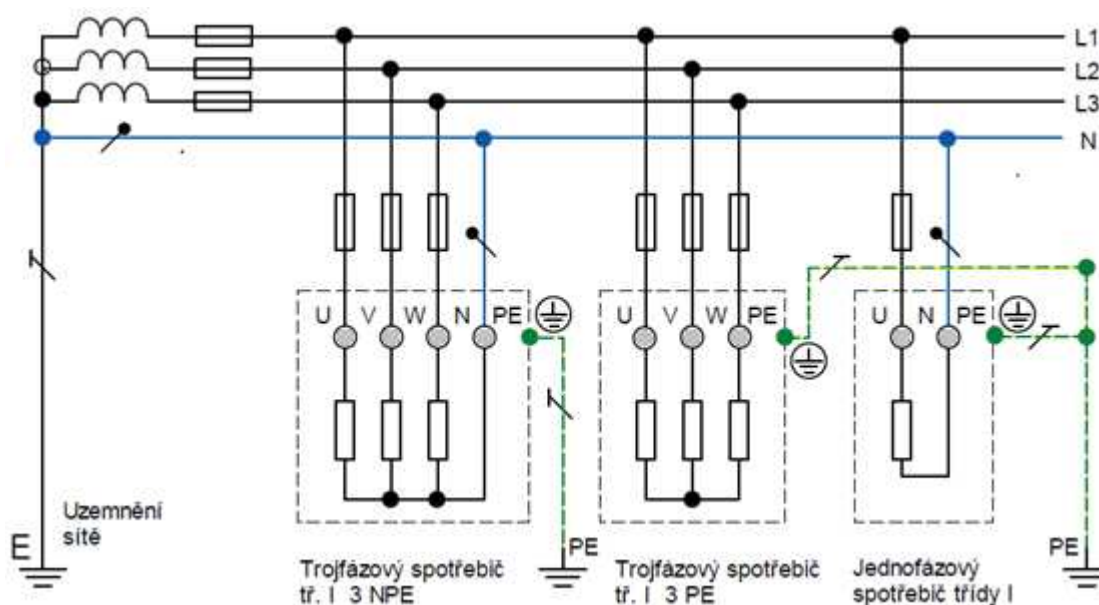 L1
L2
L3
N
U V W N PE
U V W PE
U N PE
Uzemnění
sítě
E
PE
PE
Trojfázový spotřebič
tř. I 3 NPE
Trojfázový spotřebič
tř. I 3 PE
Jednofázový
spotřebič třídy I